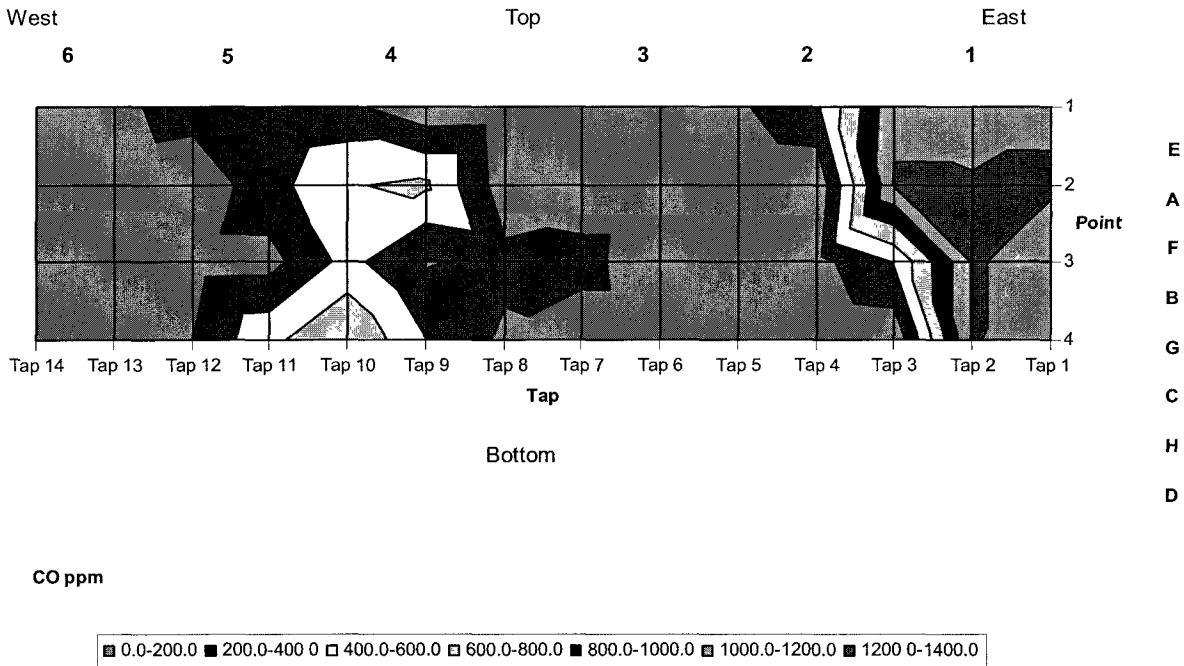 West Top East
6 5 4 3 2 1
1
E
2
A
Point
F
3
B
4
G
Tap 14 Tap 13 Tap 12 Tap 11 Tap 10 Tap 9 Tap 8 Tap 7 Tap 6 Tap 5 Tap 4 Tap 3 Tap 2 Tap 1
C
Tap
H
Bottom
D
CO ppm
0.0-200.0 200.0-400 0 400.0-600.0 600.0-800.0 800.0-1000.0 1000.0-1200.0 1200 0-1400.0